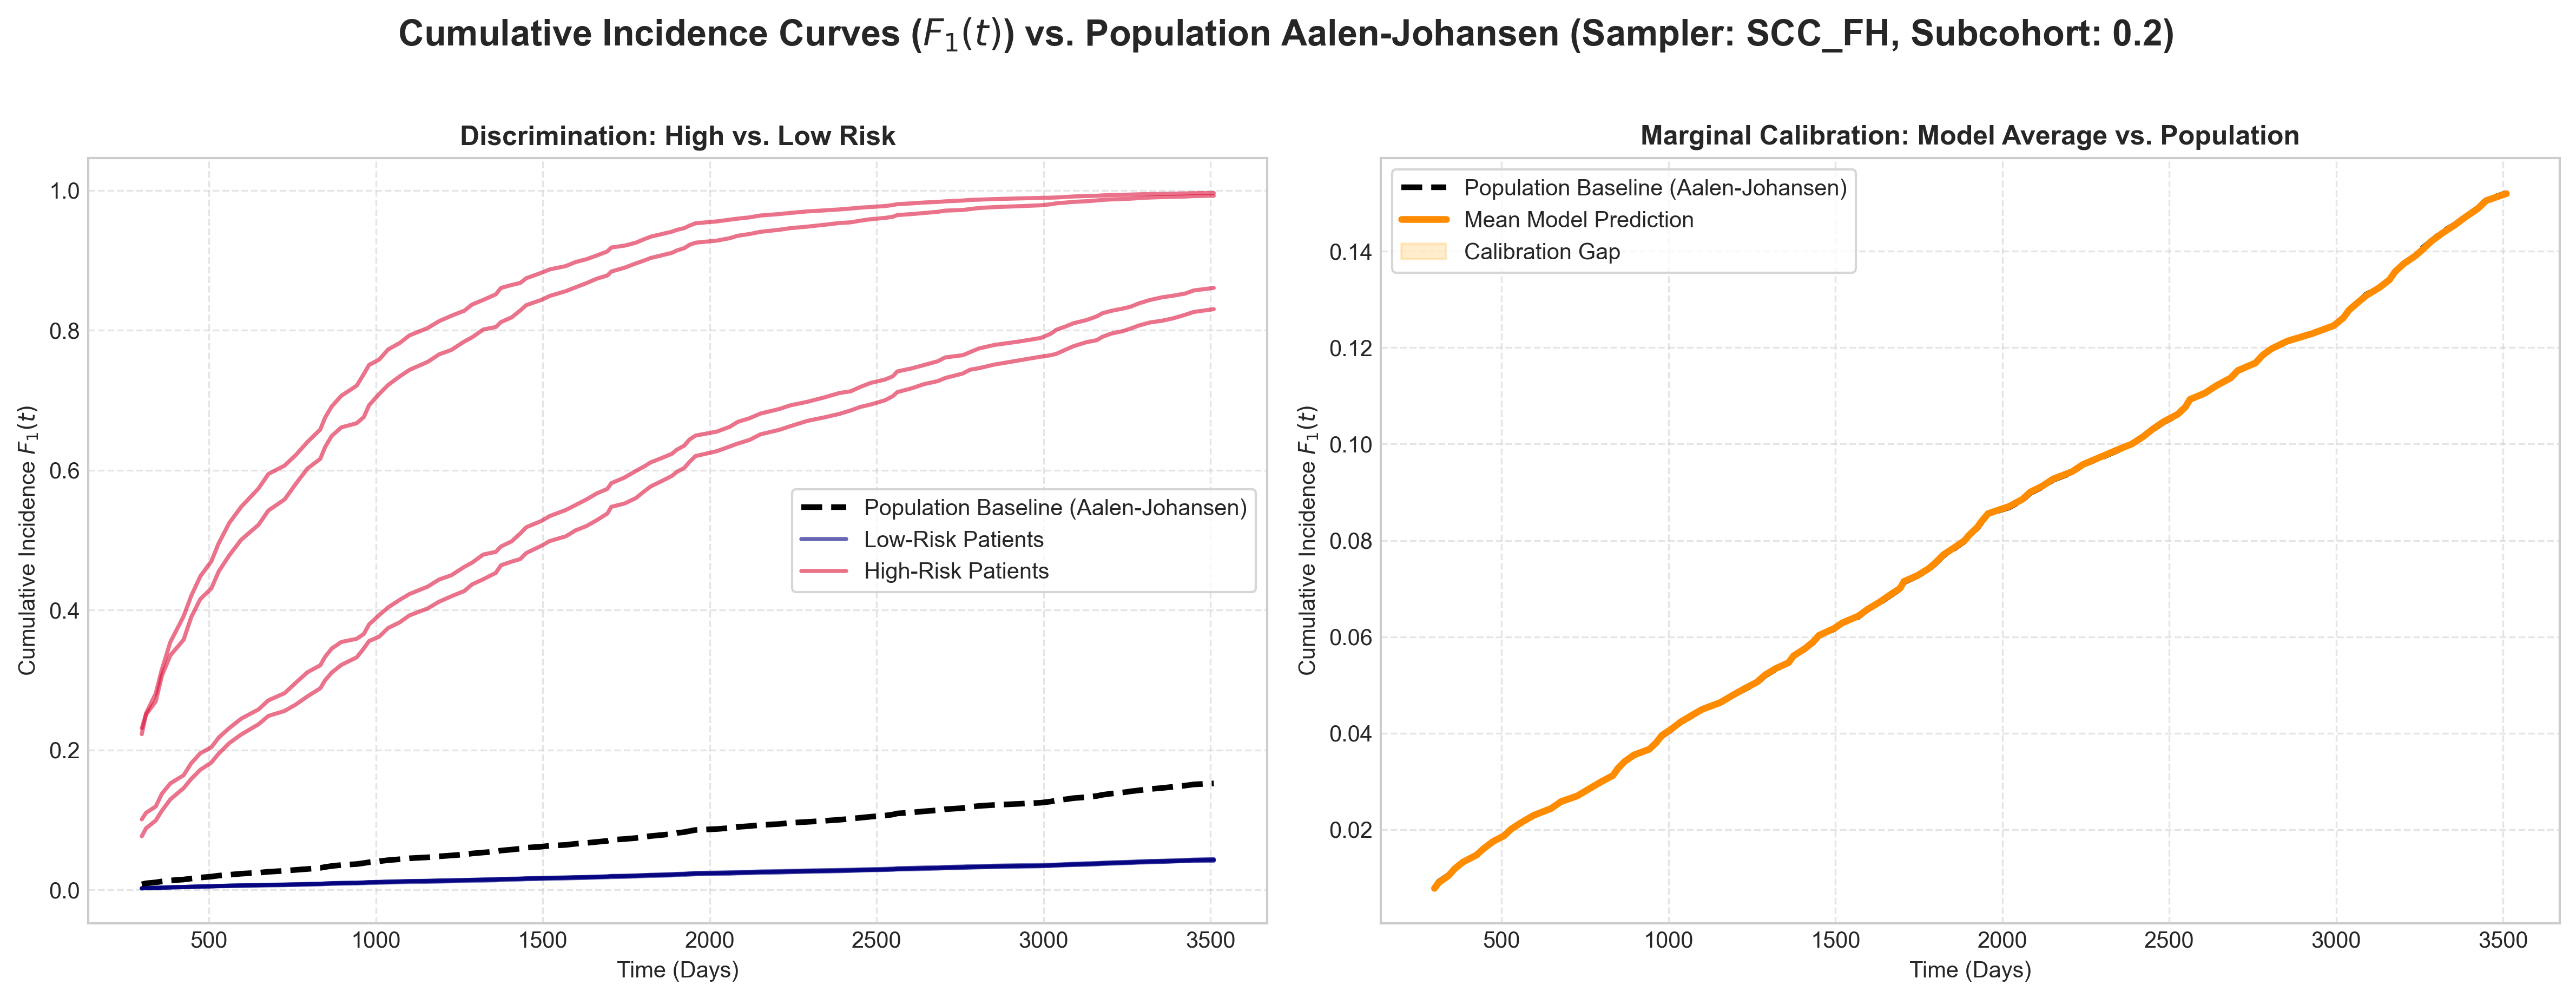 Cumulative Incidence Curves (F₁(t)) vs. Population Aalen-Johansen (Sampler: SCC_FH, Subcohort: 0.2)
Discrimination: High vs. Low Risk
Cumulative Incidence F₁(t)
1.0
0.8
0.6
0.4
0.2
0.0
Population Baseline (Aalen-Johansen)
Low-Risk Patients
High-Risk Patients
500 1000 1500 2000 2500 3000 3500
Time (Days)
Marginal Calibration: Model Average vs. Population
Cumulative Incidence F₁(t)
0.14
0.12
0.10
0.08
0.06
0.04
0.02
Population Baseline (Aalen-Johansen)
Mean Model Prediction
Calibration Gap
500 1000 1500 2000 2500 3000 3500
Time (Days)